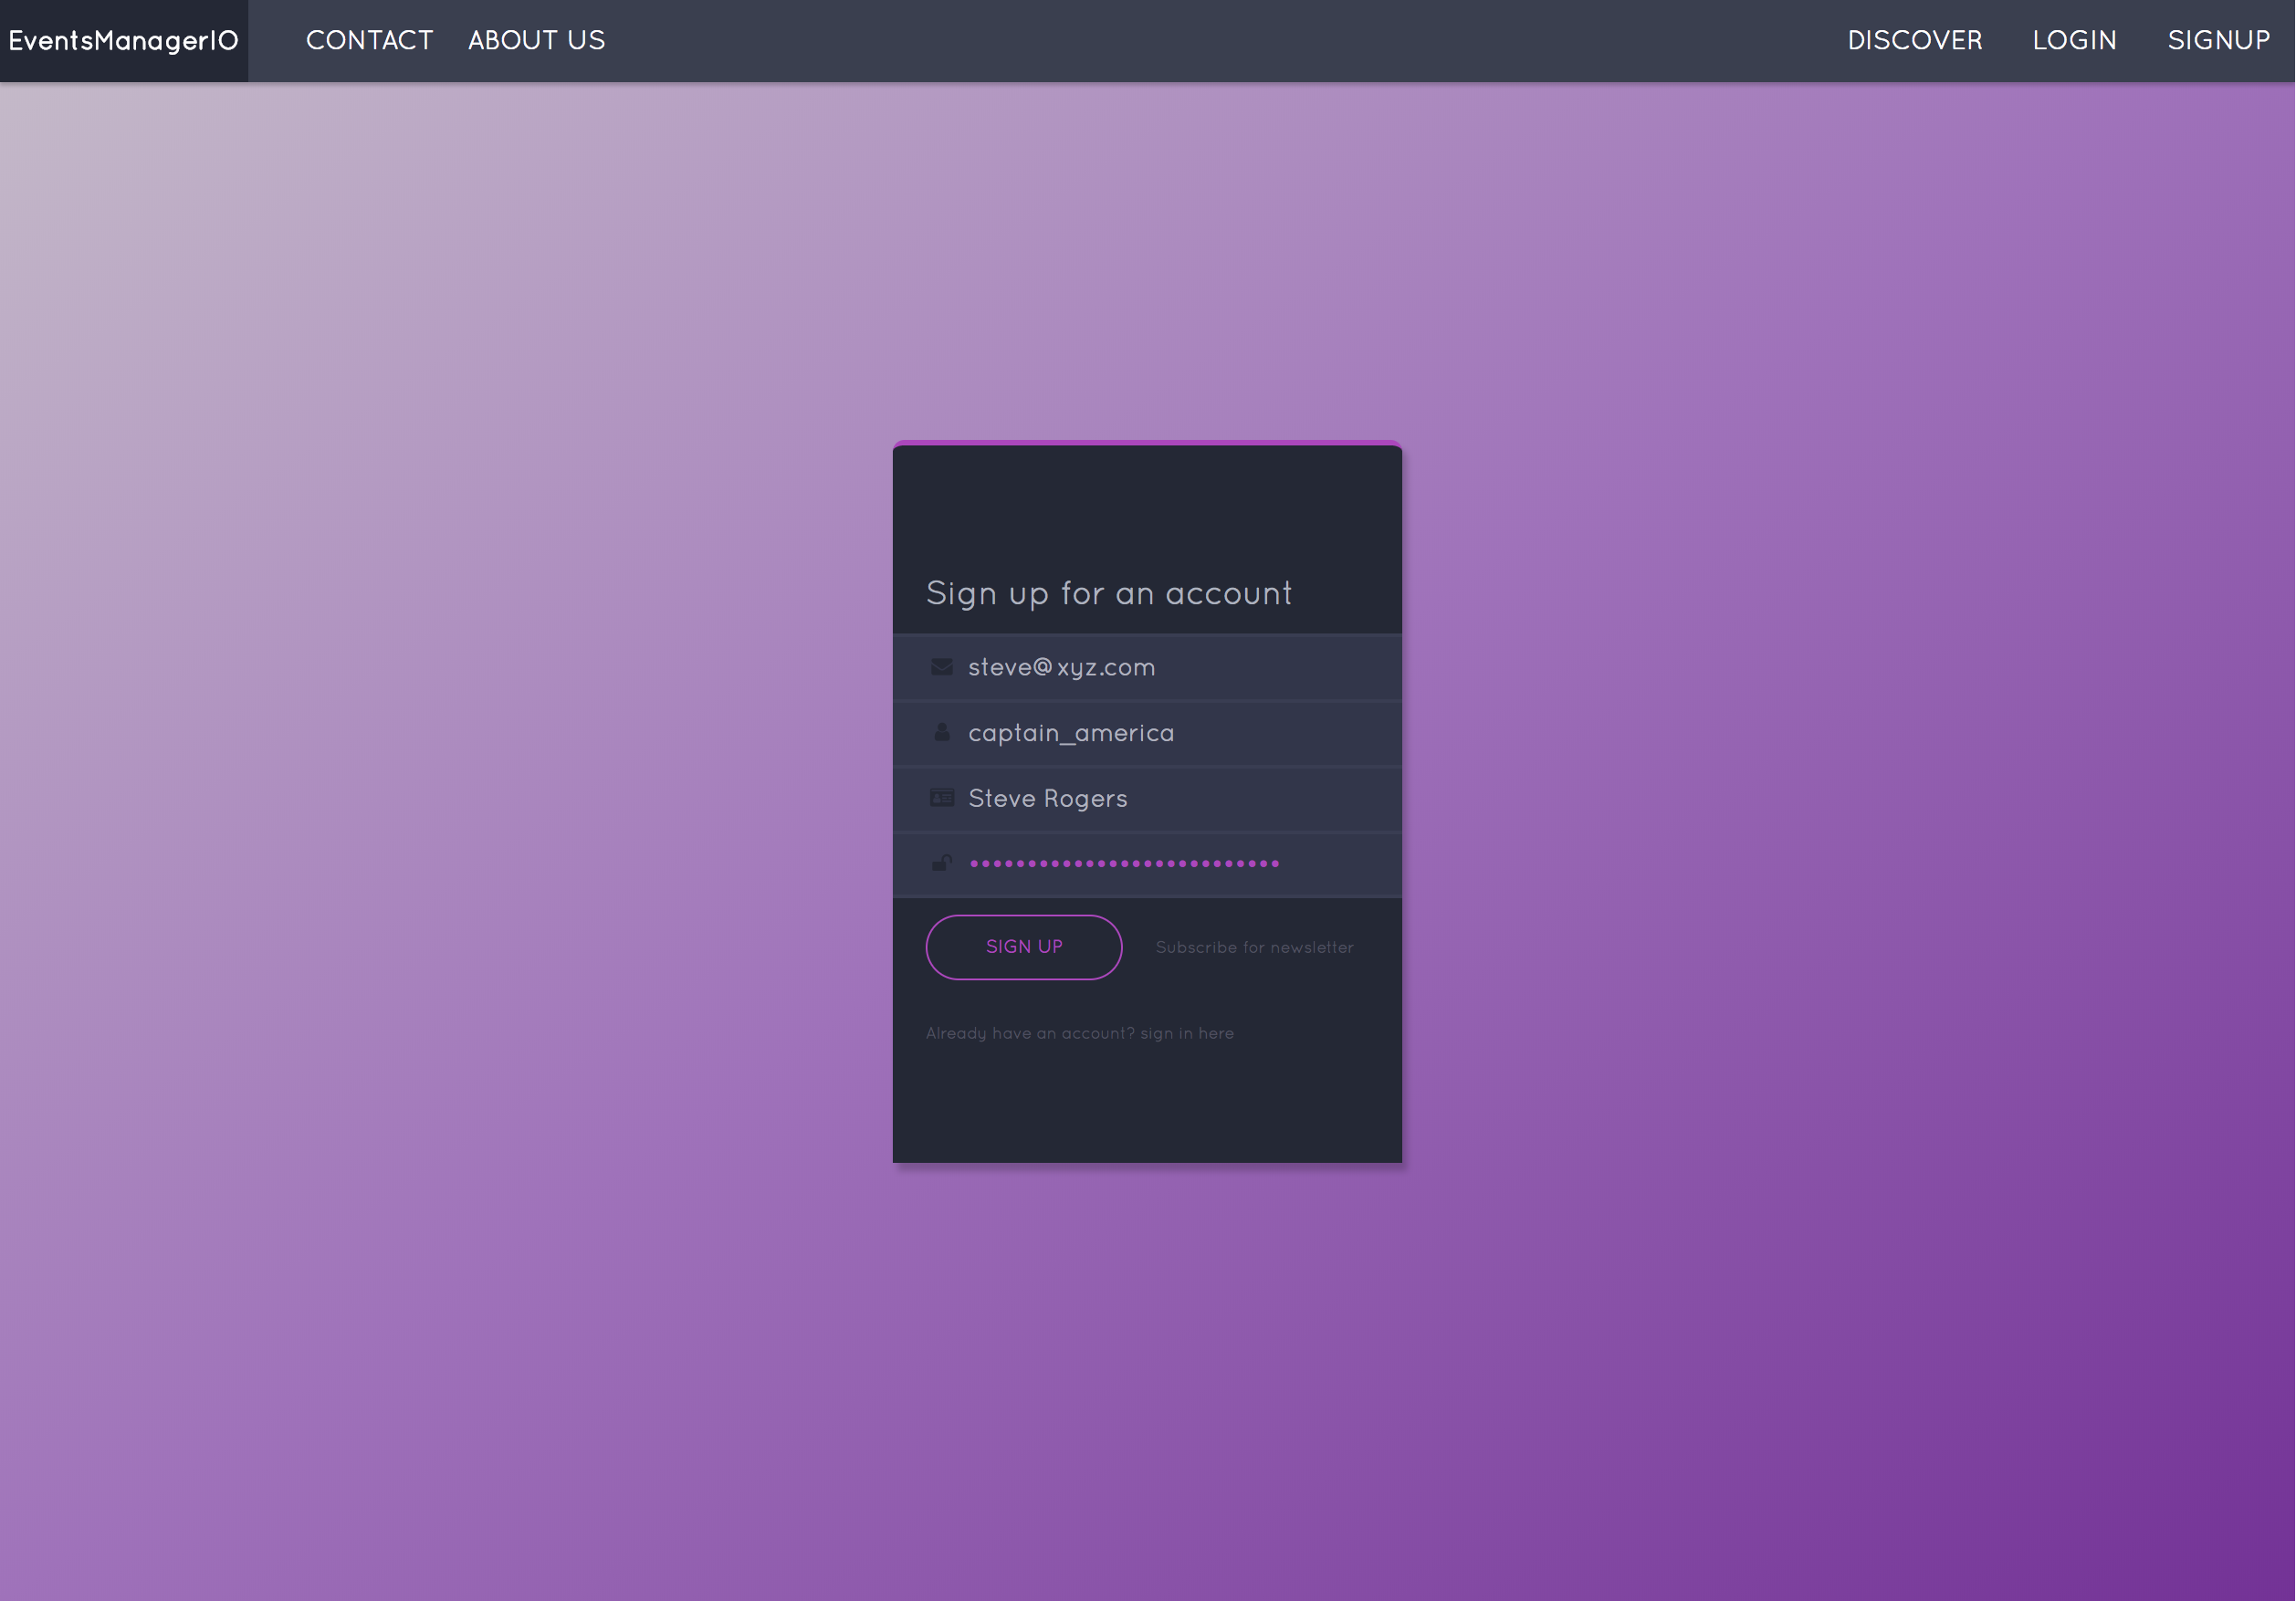 EventsManagerIO CONTACT ABOUT US DISCOVER LOGIN SIGNUP
Sign up for an account
steve@xyz.com
captain_america
Steve Rogers
•••••••••••••••••••••••••••
SIGN UP Subscribe for newsletter
Already have an account? sign in here